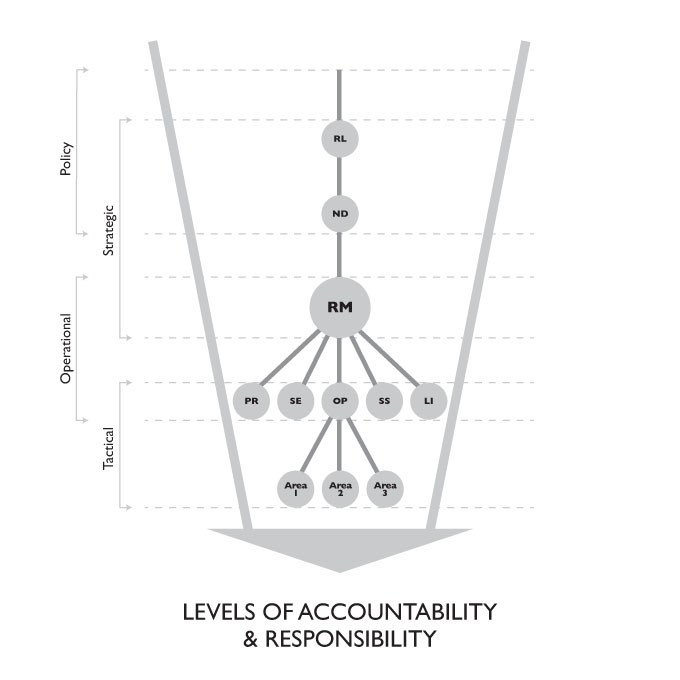 Policy
Strategic
Operational
Tactical
RL
ND
RM
PR
SE
OP
SS
LI
Area
1
Area
2
Area
3
LEVELS OF ACCOUNTABILITY
& RESPONSIBILITY